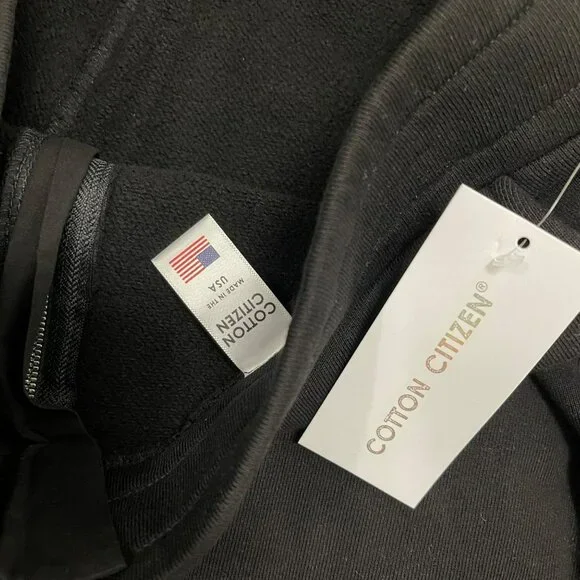 COTTON
CITIZEN
MADE IN THE
USA
COTTON CITIZEN®